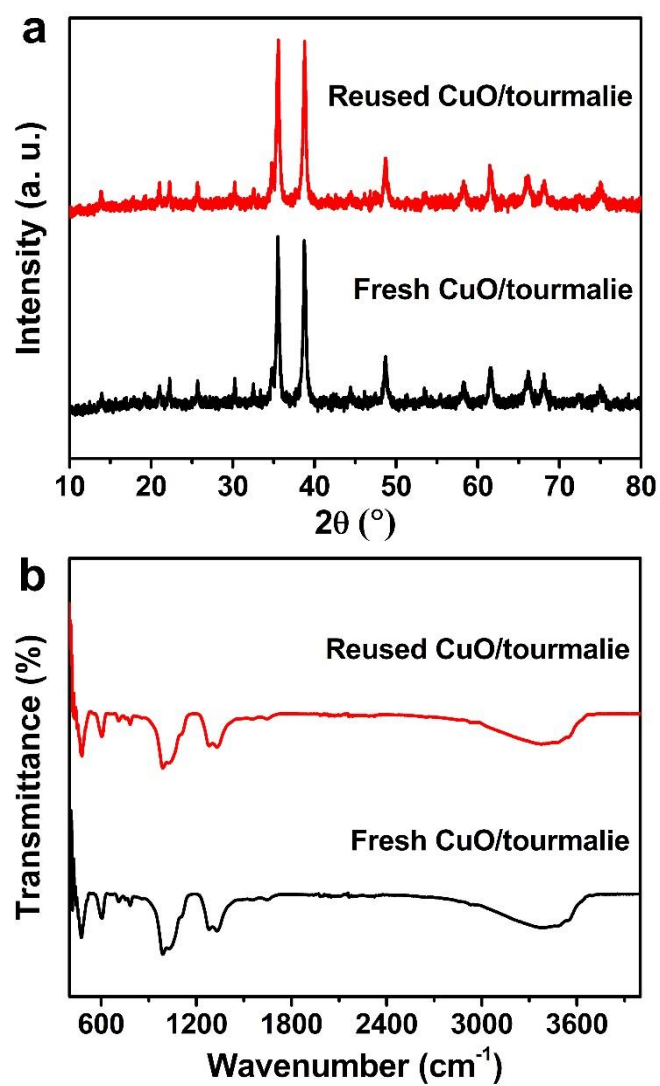 a
Reused CuO/tourmalie
Fresh CuO/tourmalie
Intensity (a. u.)
10 20 30 40 50 60 70 80
2θ (°)
b
Reused CuO/tourmalie
Fresh CuO/tourmalie
Transmittance (%)
600 1200 1800 2400 3000 3600
Wavenumber (cm⁻¹)